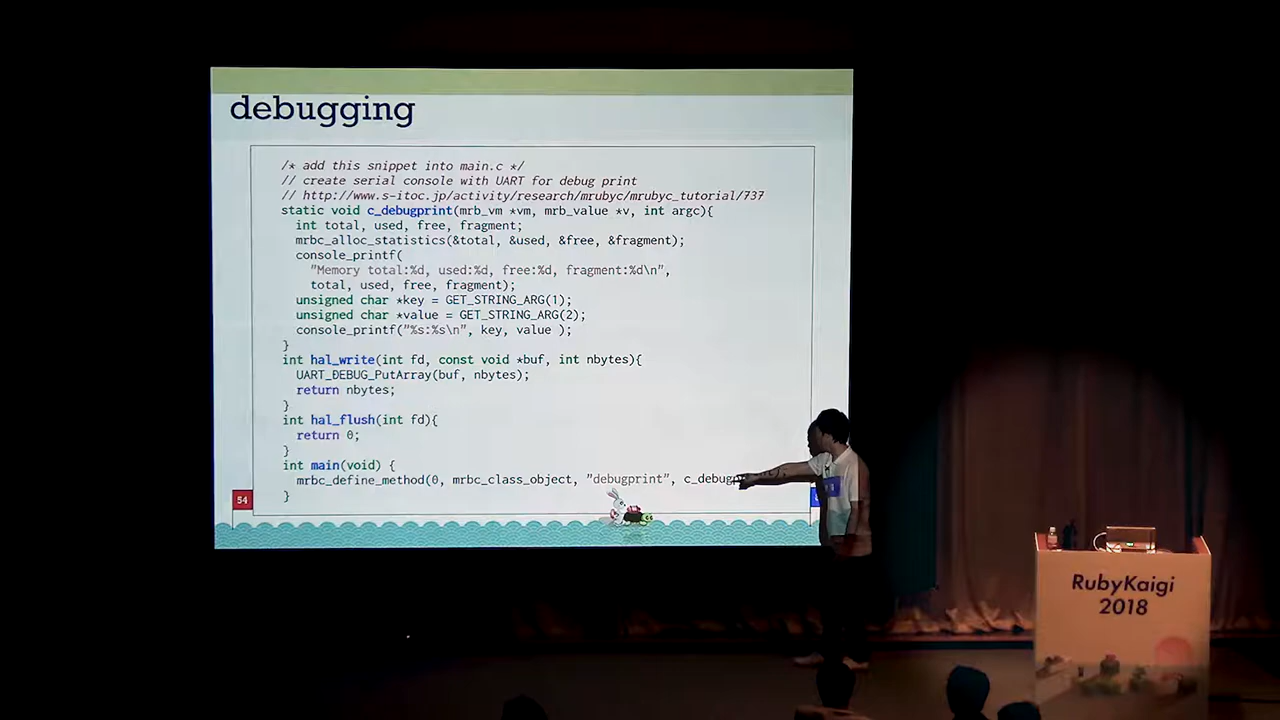 debugging
/* add this snippet into main.c */
// create serial console with UART for debug print
// http://www.s-itoc.jp/activity/research/mrubyc/mrubyc_tutorial/737
static void c_debugprint(mrb_vm *vm, mrb_value *v, int argc){
int total, used, free, fragment;
mrbc_alloc_statistics(&total, &used, &free, &fragment);
console_printf(
"Memory total:%d, used:%d, free:%d, fragment:%d\n",
total, used, free, fragment);
unsigned char *key = GET_STRING_ARG(1);
unsigned char *value = GET_STRING_ARG(2);
console_printf("%s:%s\n", key, value );
}
int hal_write(int fd, const void *buf, int nbytes){
UART_DEBUG_PutArray(buf, nbytes);
return nbytes;
}
int hal_flush(int fd){
return 0;
}
int main(void) {
mrbc_define_method(0, mrbc_class_object, "debugprint", c_debugp
}
54
RubyKaigi
2018